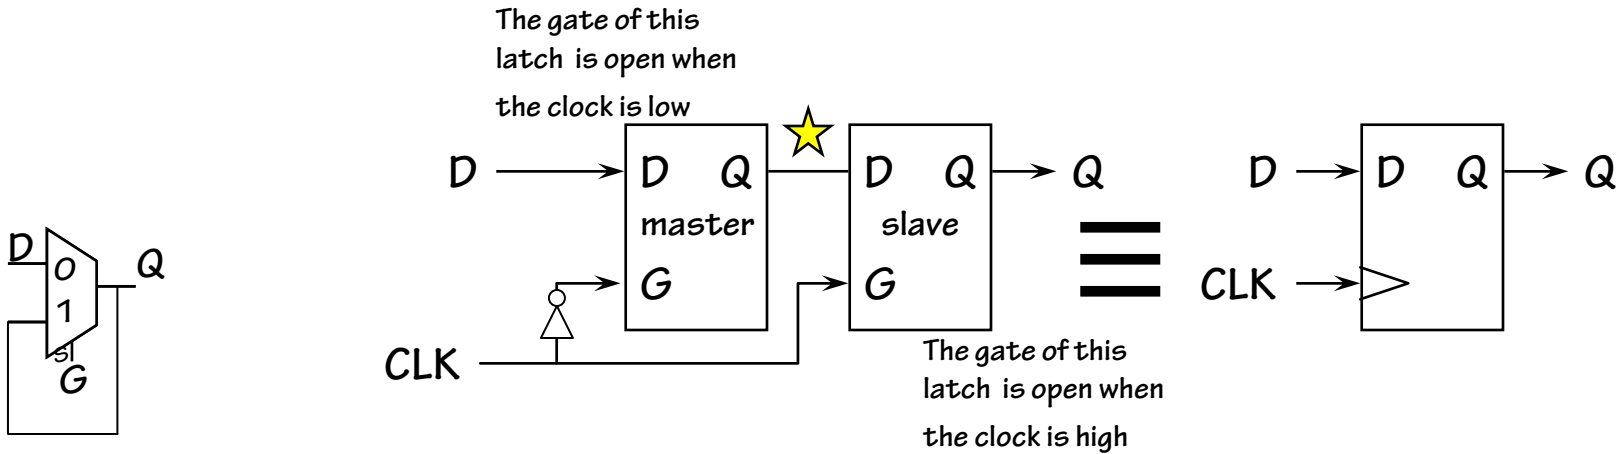 The gate of this
latch is open when
the clock is low
D
0
1
S
G
Q
D
D Q
master
G
CLK
D Q
slave
G
Q
The gate of this
latch is open when
the clock is high
D
CLK
D Q
Q